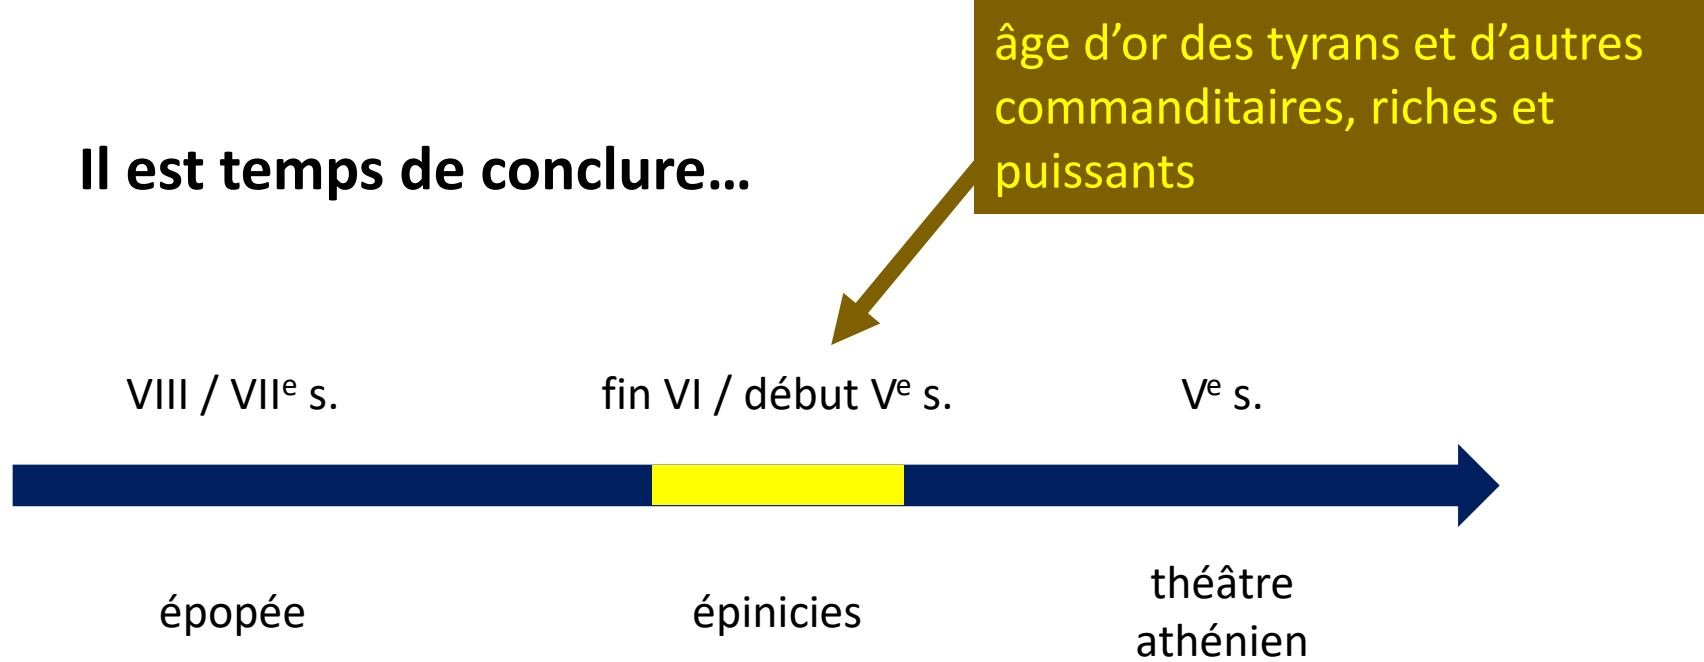 âge d’or des tyrans et d’autres
commanditaires, riches et
puissants
Il est temps de conclure…
VIII / VIIᵉ s.
fin VI / début Vᵉ s.
Vᵉ s.
épopée
épinicies
théâtre
athénien